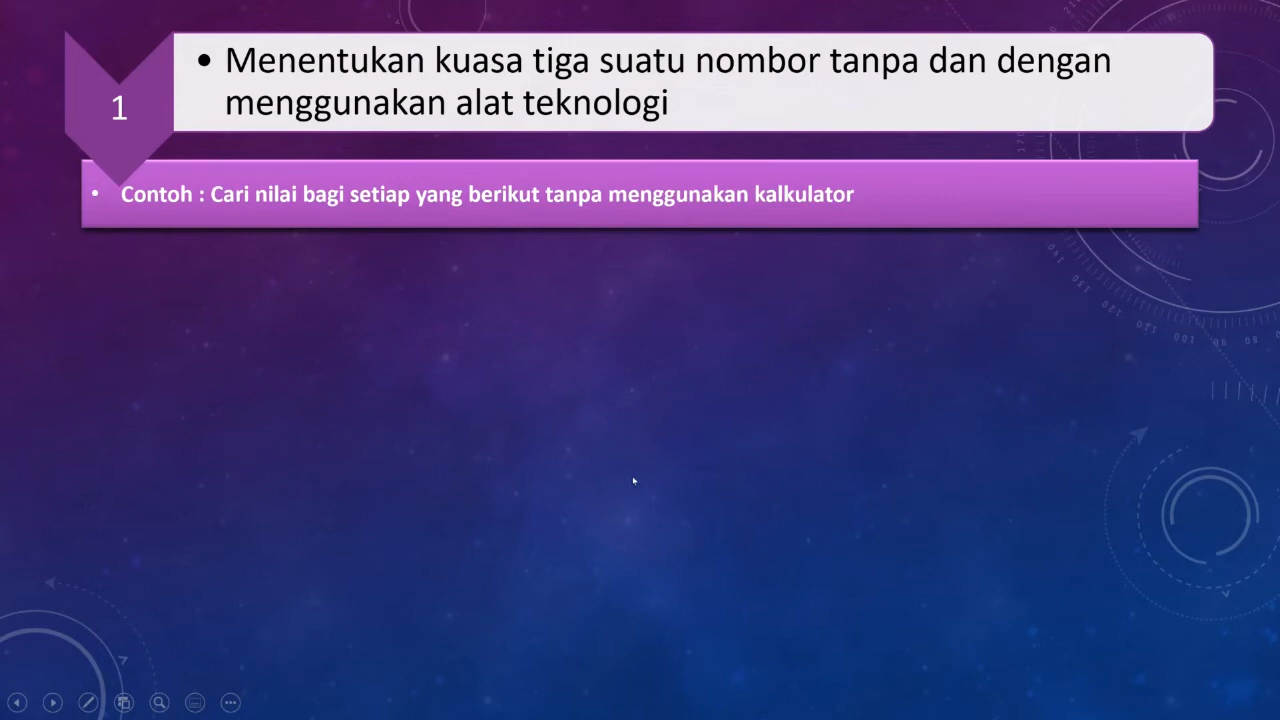 1
• Menentukan kuasa tiga suatu nombor tanpa dan dengan
menggunakan alat teknologi
• Contoh : Cari nilai bagi setiap yang berikut tanpa menggunakan kalkulator